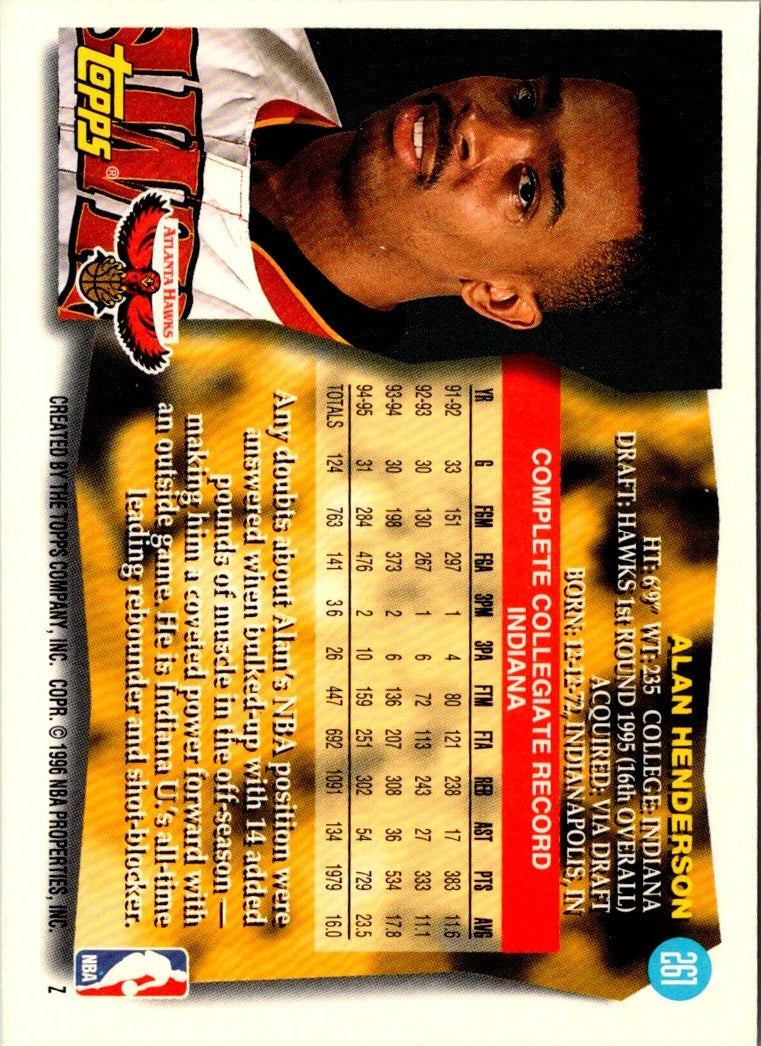 261
ALAN HENDERSON
HT: 6'9" WT: 235 COLLEGE: INDIANA
DRAFT: HAWKS 1st ROUND 1995 (16th OVERALL)
ACQUIRED: VIA DRAFT
BORN: 12-12-72, INDIANAPOLIS, IN
COMPLETE COLLEGIATE RECORD
INDIANA
YR G FGM FGA 3PM 3PA FTM FTA REB AST PTS AVG
91-92 33 151 297 1 4 80 121 238 17 383 11.6
92-93 30 130 267 1 6 72 113 243 27 333 11.1
93-94 30 198 373 2 6 136 207 308 36 534 17.8
94-95 31 284 476 2 10 159 251 302 54 729 23.5
TOTALS 124 763 141 3.6 26 447 692 1091 134 1979 16.0
Any doubts about Alan's NBA position were
answered when bulked-up with 14 added
pounds of muscle in the off-season —
making him a coveted power forward with
an outside game. He is Indiana U.'s all-time
leading rebounder and shot-blocker.
topps®
ATLANTA HAWKS
NBA
CREATED BY THE TOPPS COMPANY, INC. COPR. © 1996 NBA PROPERTIES, INC. Z